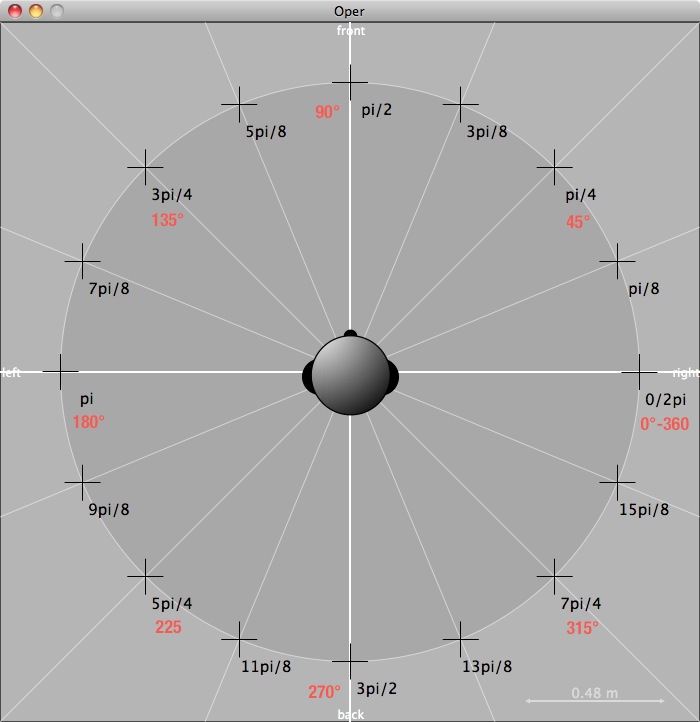 Oper
front
90° pi/2
5pi/8
3pi/8
3pi/4
135°
pi/4
45°
7pi/8
pi/8
left
right
pi
180°
0/2pi
0°-360
9pi/8
15pi/8
5pi/4
225
7pi/4
315°
11pi/8
13pi/8
270° 3pi/2
0.48 m
back